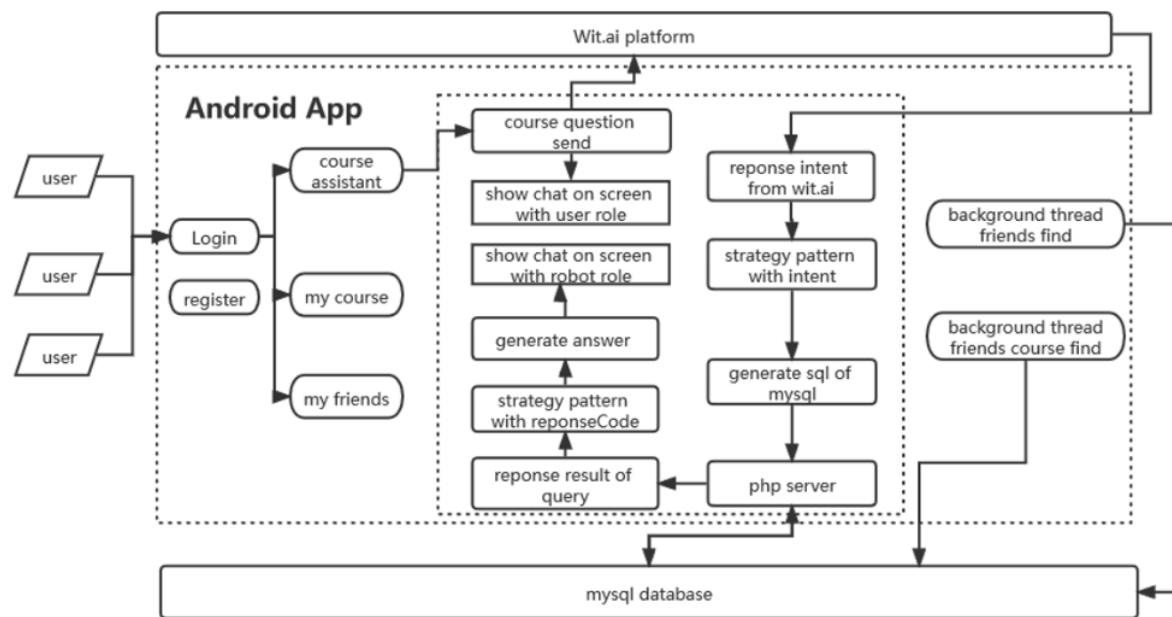 Wit.ai platform
Android App
user
user
user
Login
register
course
assistant
my course
my friends
course question
send
show chat on screen
with user role
show chat on screen
with robot role
generate answer
strategy pattern
with reponseCode
reponse result of
query
reponse intent
from wit.ai
strategy pattern
with intent
generate sql of
mysql
php server
background thread
friends find
background thread
friends course find
mysql database